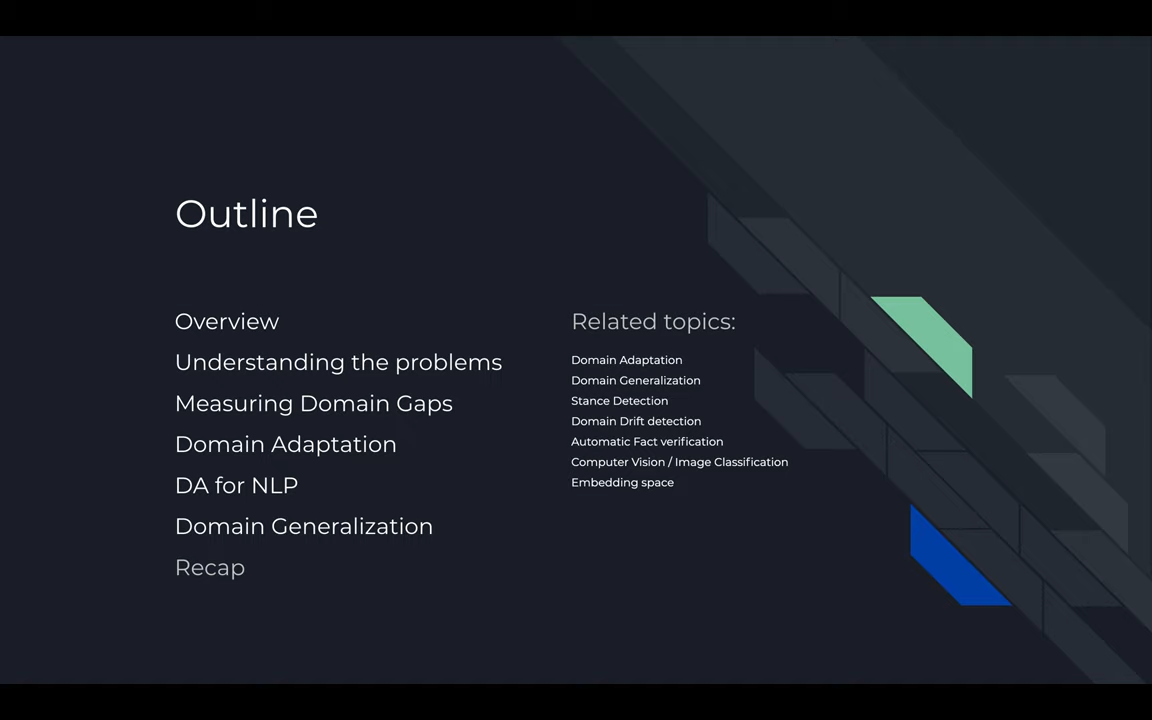 Outline
Overview
Understanding the problems
Measuring Domain Gaps
Domain Adaptation
DA for NLP
Domain Generalization
Recap
Related topics:
Domain Adaptation
Domain Generalization
Stance Detection
Domain Drift detection
Automatic Fact verification
Computer Vision / Image Classification
Embedding space